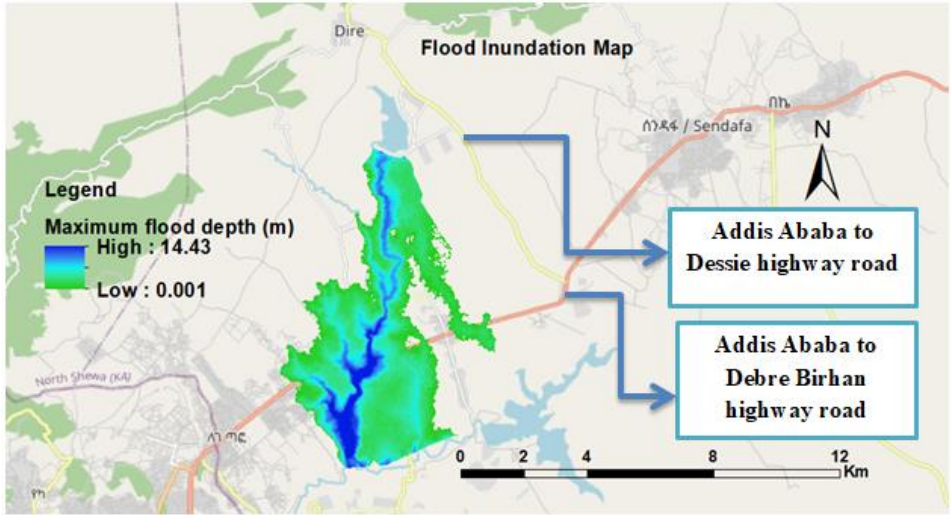 Dire
Flood Inundation Map
በኬ
ሰንዳፋ / Sendafa
N
Legend
Maximum flood depth (m)
High : 14.43
Low : 0.001
Addis Ababa to
Dessie highway road
Addis Ababa to
Debre Birhan
highway road
North Shewa (K4)
ለገ ጣፎ
የካ
0 2 4 8 12
Km